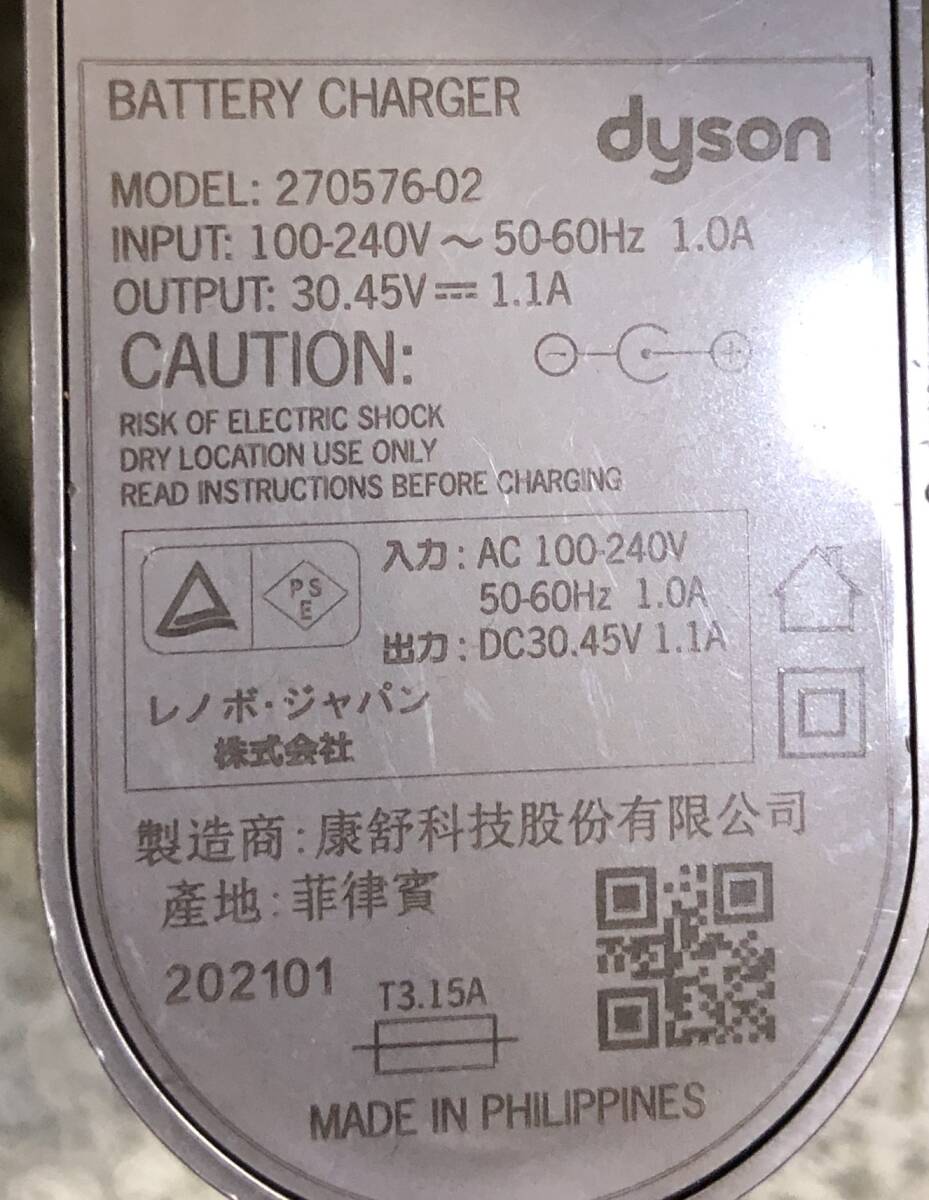 BATTERY CHARGER
dyson
MODEL: 270576-02
INPUT: 100-240V ~ 50-60Hz 1.0A
OUTPUT: 30.45V ⎓ 1.1A
CAUTION:
RISK OF ELECTRIC SHOCK
DRY LOCATION USE ONLY
READ INSTRUCTIONS BEFORE CHARGING
入力: AC 100-240V
50-60Hz 1.0A
PS
E
出力: DC30.45V 1.1A
レノボ・ジャパン
株式会社
製造商: 康舒科技股份有限公司
產地: 菲律賓
202101
T3.15A
MADE IN PHILIPPINES